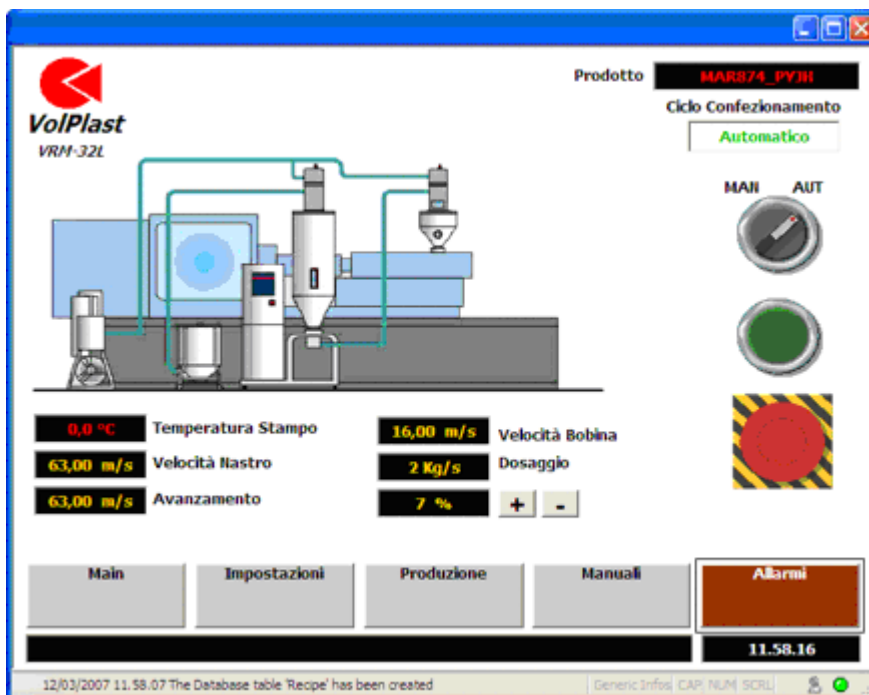 Prodotto MAR874_PYJH
VolPlast
VRM-32L
Ciclo Confezionamento
Automatico
MAN AUT
0,0 °C Temperatura Stampo 16,00 m/s Velocità Bobina
63,00 m/s Velocità Nastro 2 Kg/s Dosaggio
63,00 m/s Avanzamento 7 % + -
Main Impostazioni Produzione Manuali Allarmi
11.58.16
12/03/2007 11.58.07 The Database table 'Recipe' has been created Generic Infos CAP NUM SCRL